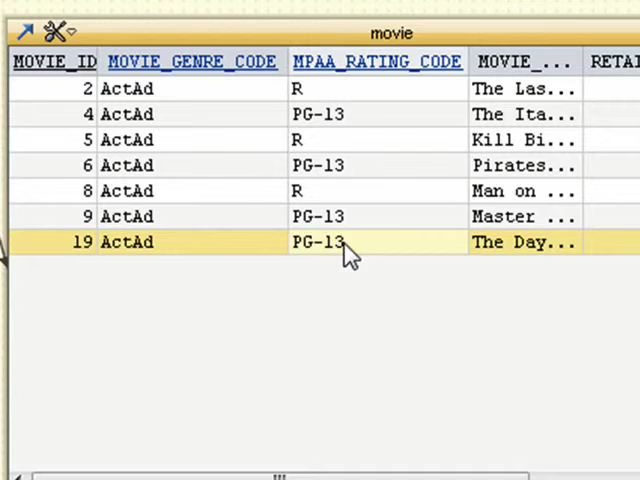 movie
MOVIE_ID MOVIE_GENRE_CODE MPAA_RATING_CODE MOVIE_... RETAI
2 ActAd R The Las...
4 ActAd PG-13 The Ita...
5 ActAd R Kill Bi...
6 ActAd PG-13 Pirates...
8 ActAd R Man on ...
9 ActAd PG-13 Master ...
19 ActAd PG-13 The Day...